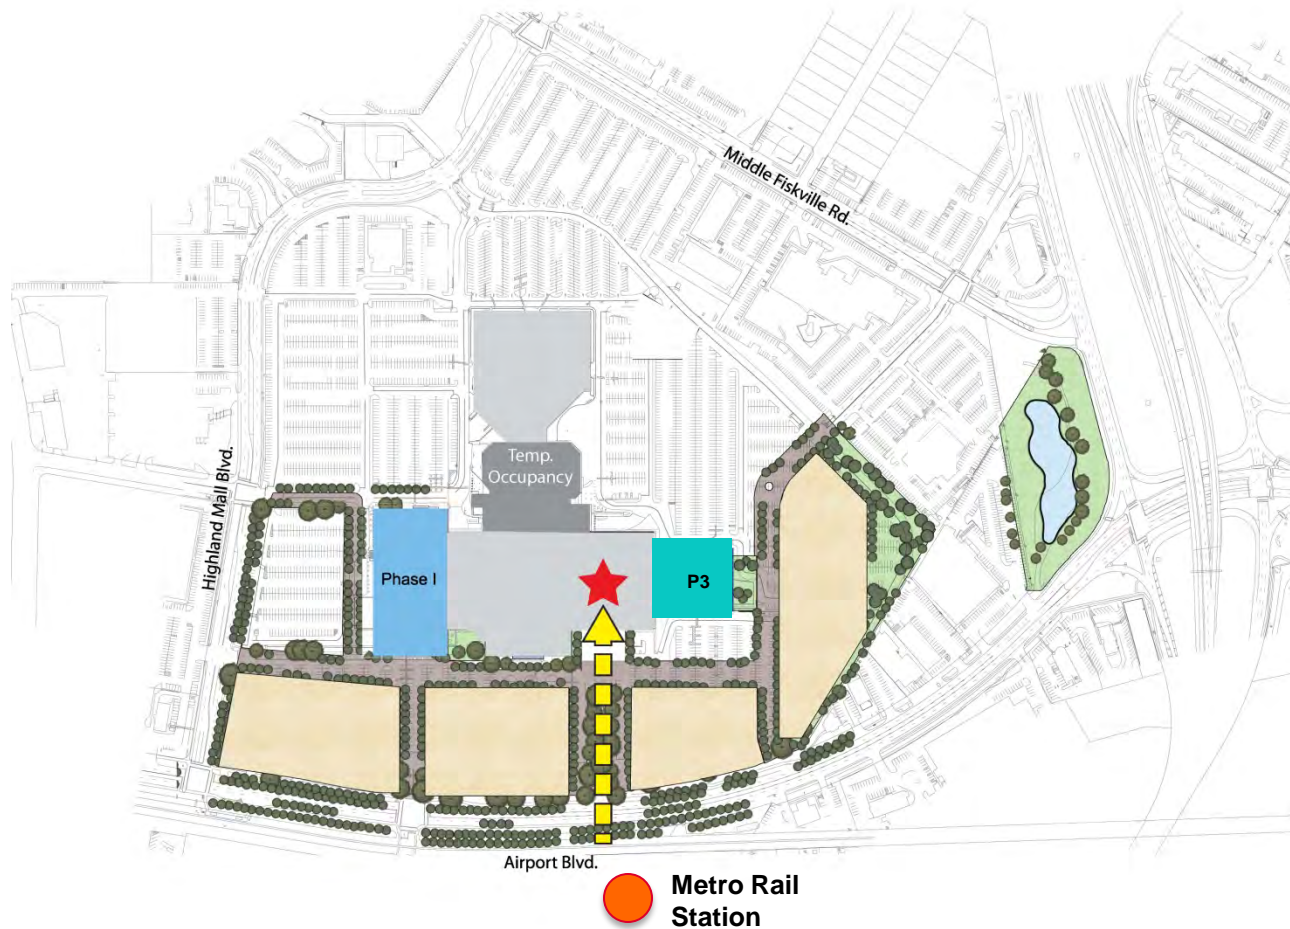 Middle Fiskville Rd.
Temp.
Occupancy
Highland Mall Blvd.
Phase I
P3
Airport Blvd.
Metro Rail
Station